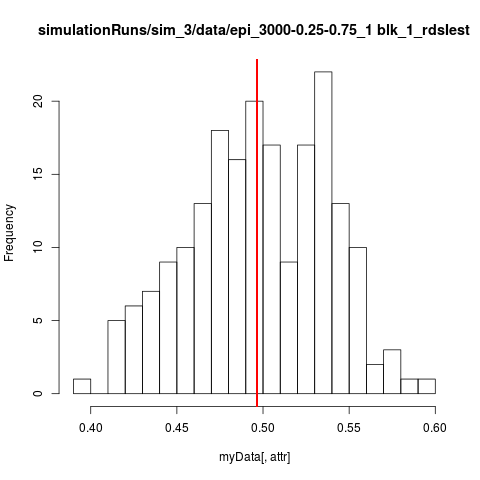 simulationRuns/sim_3/data/epi_3000-0.25-0.75_1 blk_1_rdslest
Frequency
20
15
10
5
0
0.40 0.45 0.50 0.55 0.60
myData[, attr]